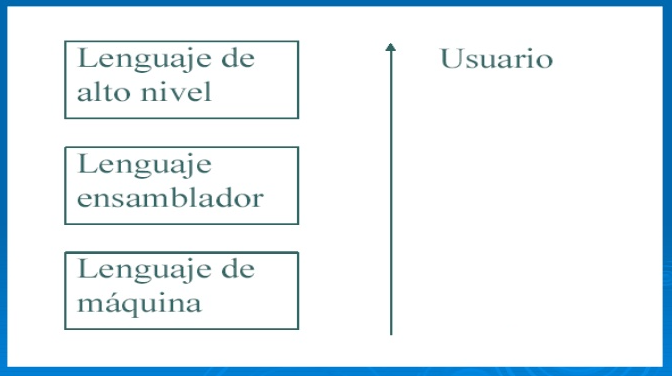 Lenguaje de
alto nivel
Usuario
Lenguaje
ensamblador
Lenguaje de
máquina